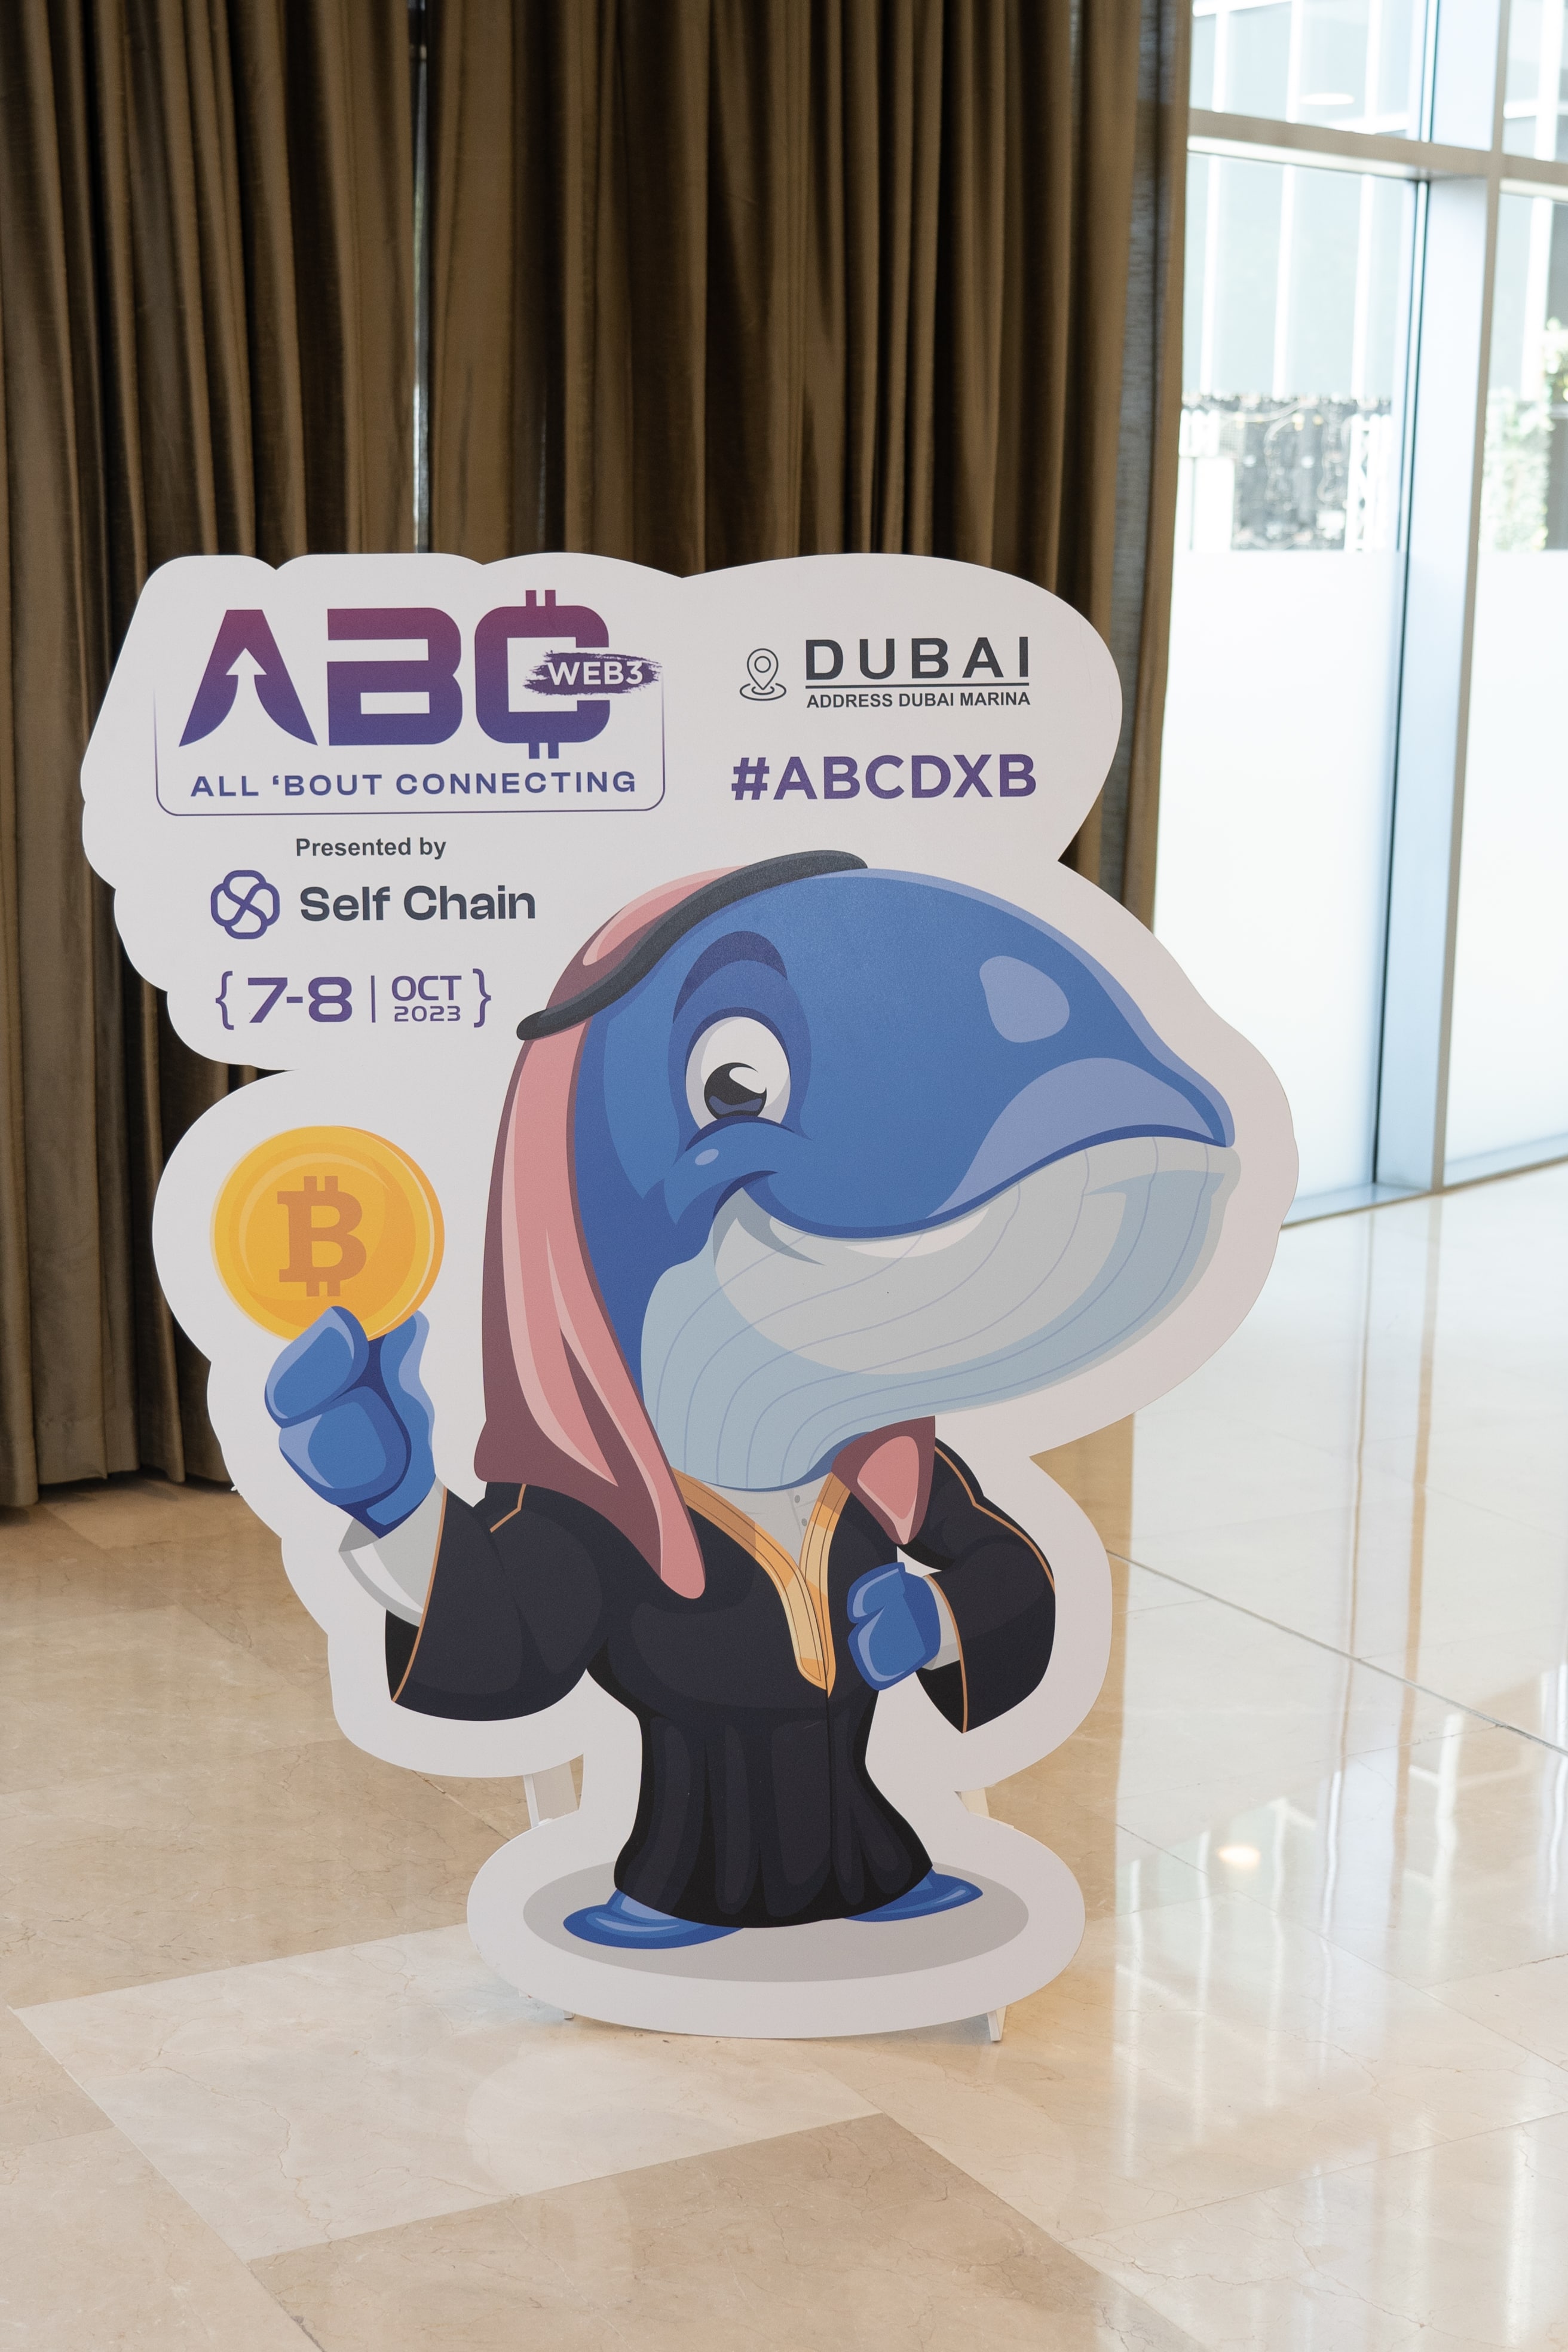 ABC
WEB3
ALL ‘BOUT CONNECTING
Presented by
Self Chain
{ 7-8 | OCT
2023 }
DUBAI
ADDRESS DUBAI MARINA
#ABCDXB
B